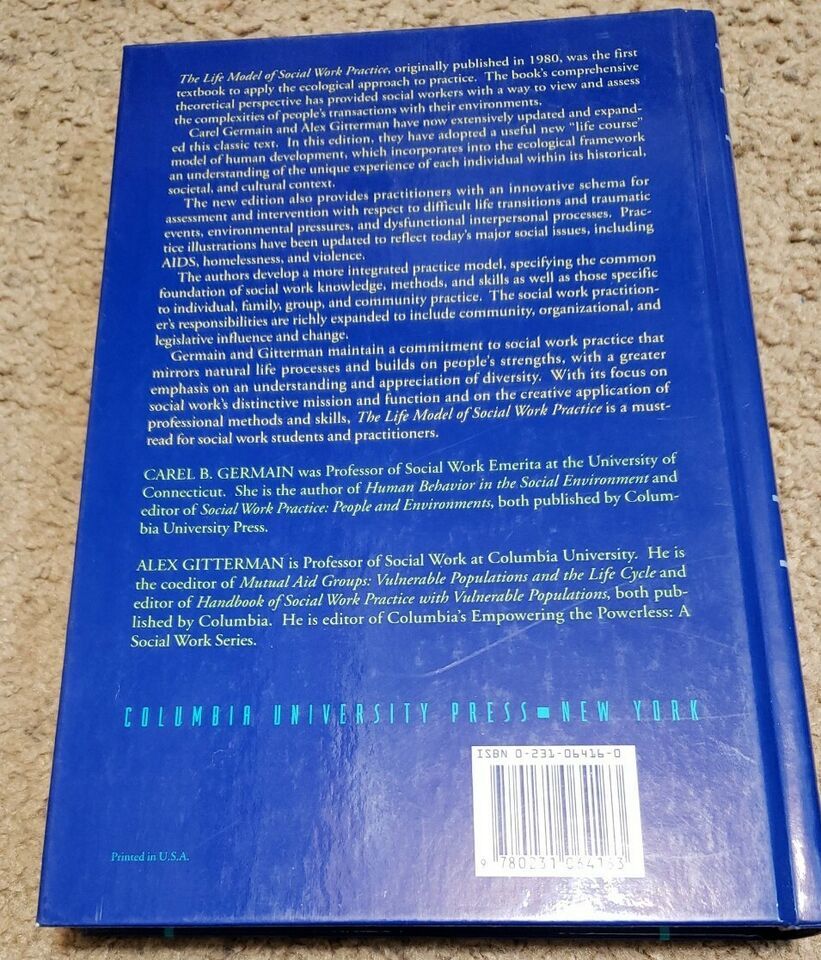 The Life Model of Social Work Practice, originally published in 1980, was the first
textbook to apply the ecological approach to practice. The book's comprehensive
theoretical perspective has provided social workers with a way to view and assess
the complexities of people's transactions with their environments.
Carel Germain and Alex Gitterman have now extensively updated and expand-
ed this classic text. In this edition, they have adopted a useful new "life course"
model of human development, which incorporates into the ecological framework
an understanding of the unique experience of each individual within its historical,
societal, and cultural context.
The new edition also provides practitioners with an innovative schema for
assessment and intervention with respect to difficult life transitions and traumatic
events, environmental pressures, and dysfunctional interpersonal processes. Prac-
tice illustrations have been updated to reflect today's major social issues, including
AIDS, homelessness, and violence.
The authors develop a more integrated practice model, specifying the common
foundation of social work knowledge, methods, and skills as well as those specific
to individual, family, group, and community practice. The social work practition-
er's responsibilities are richly expanded to include community, organizational, and
legislative influence and change.
Germain and Gitterman maintain a commitment to social work practice that
mirrors natural life processes and builds on people's strengths, with a greater
emphasis on an understanding and appreciation of diversity. With its focus on
social work's distinctive mission and function and on the creative application of
professional methods and skills, The Life Model of Social Work Practice is a must-
read for social work students and practitioners.
CAREL B. GERMAIN was Professor of Social Work Emerita at the University of
Connecticut. She is the author of Human Behavior in the Social Environment and
editor of Social Work Practice: People and Environments, both published by Colum-
bia University Press.
ALEX GITTERMAN is Professor of Social Work at Columbia University. He is
the coeditor of Mutual Aid Groups: Vulnerable Populations and the Life Cycle and
editor of Handbook of Social Work Practice with Vulnerable Populations, both pub-
lished by Columbia. He is editor of Columbia's Empowering the Powerless: A
Social Work Series.
COLUMBIA UNIVERSITY PRESS ■ NEW YORK
ISBN 0-231-06416-0
9 780231 064163
Printed in U.S.A.